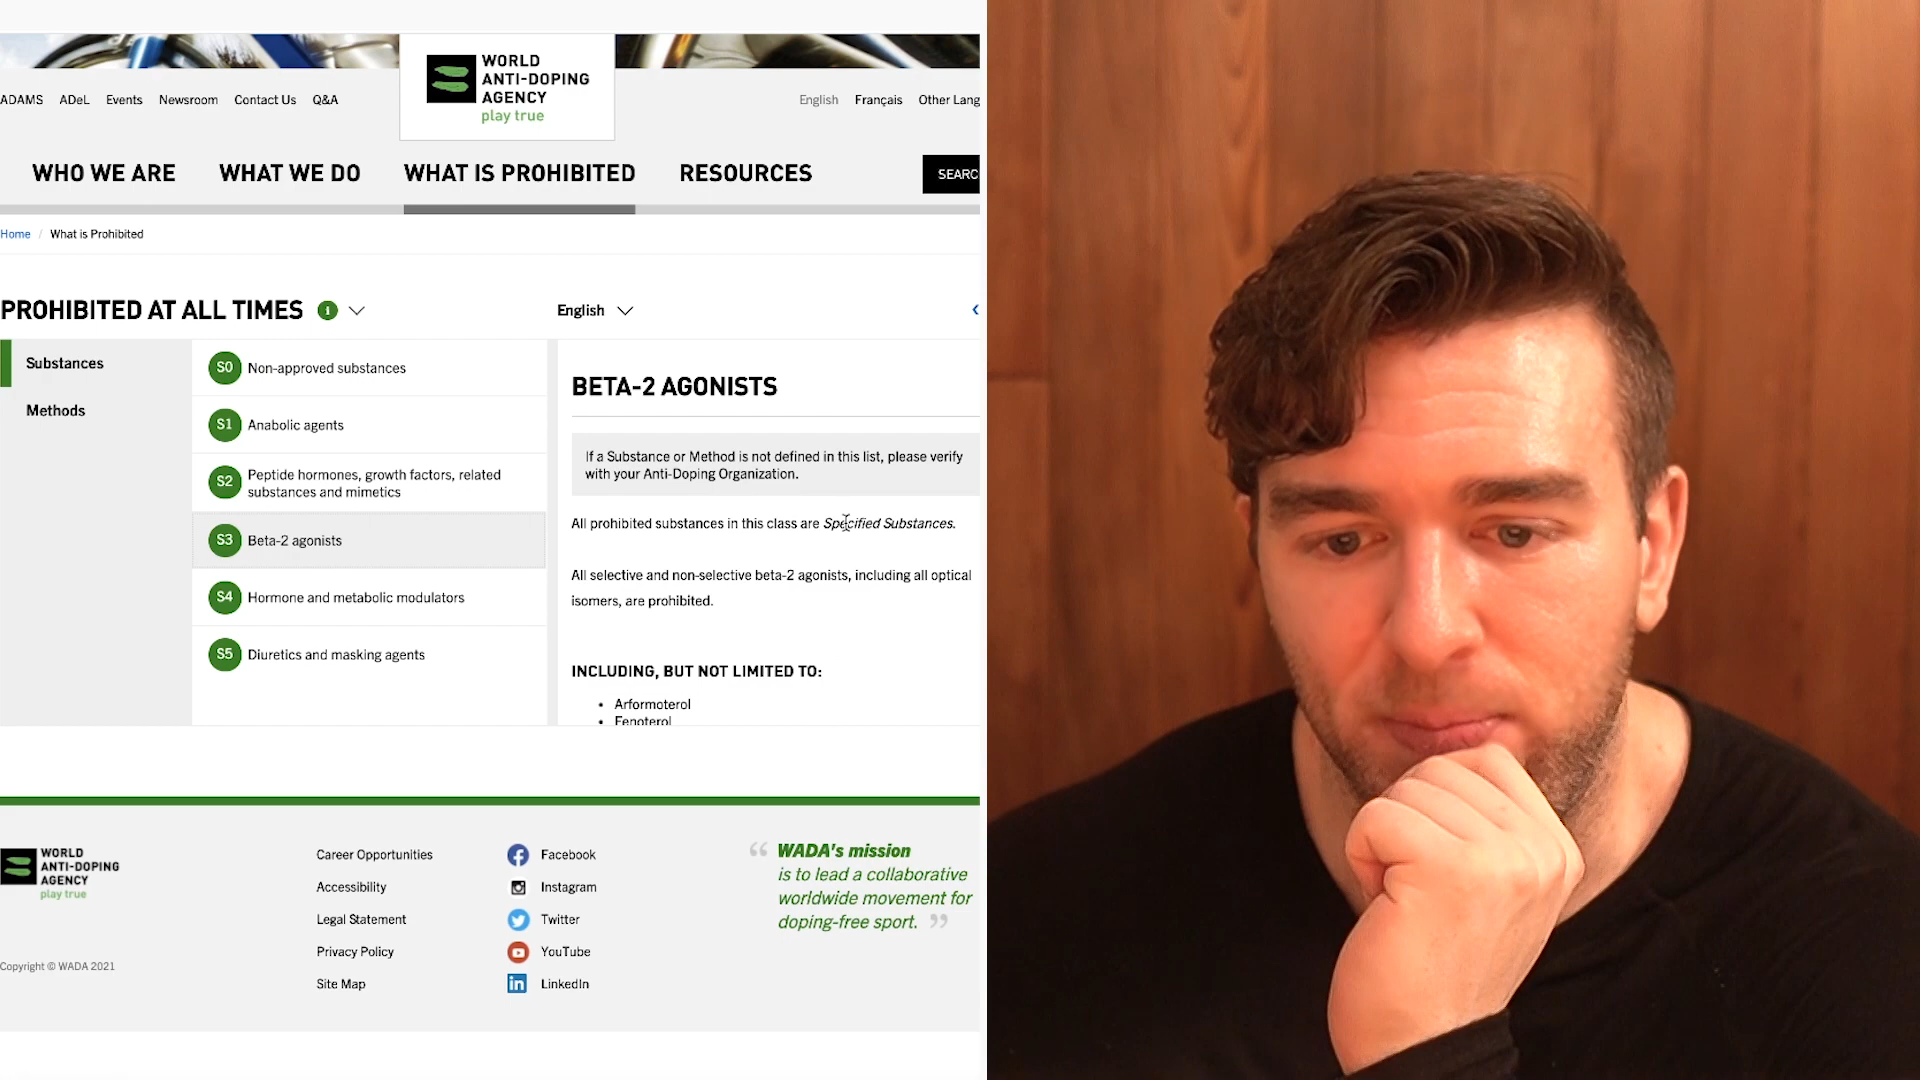 WORLD
ANTI-DOPING
AGENCY
play true
ADAMS ADeL Events Newsroom Contact Us Q&A
English Français Other Lang
WHO WE ARE WHAT WE DO WHAT IS PROHIBITED RESOURCES SEARC
Home / What is Prohibited
PROHIBITED AT ALL TIMES i
English
Substances
Methods
S0 Non-approved substances
S1 Anabolic agents
S2 Peptide hormones, growth factors, related
substances and mimetics
S3 Beta-2 agonists
S4 Hormone and metabolic modulators
S5 Diuretics and masking agents
BETA-2 AGONISTS
If a Substance or Method is not defined in this list, please verify
with your Anti-Doping Organization.
All prohibited substances in this class are Specified Substances.
All selective and non-selective beta-2 agonists, including all optical
isomers, are prohibited.
INCLUDING, BUT NOT LIMITED TO:
• Arformoterol
• Fenoterol
WORLD
ANTI-DOPING
AGENCY
play true
Copyright © WADA 2021
Career Opportunities
Accessibility
Legal Statement
Privacy Policy
Site Map
Facebook
Instagram
Twitter
YouTube
in LinkedIn
“ WADA's mission
is to lead a collaborative
worldwide movement for
doping-free sport. ”